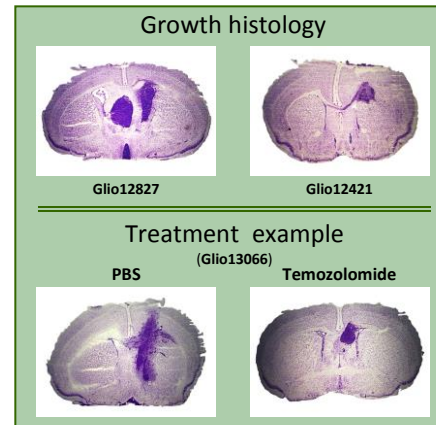 Growth histology
Glio12827 Glio12421
Treatment example
(Glio13066)
PBS Temozolomide